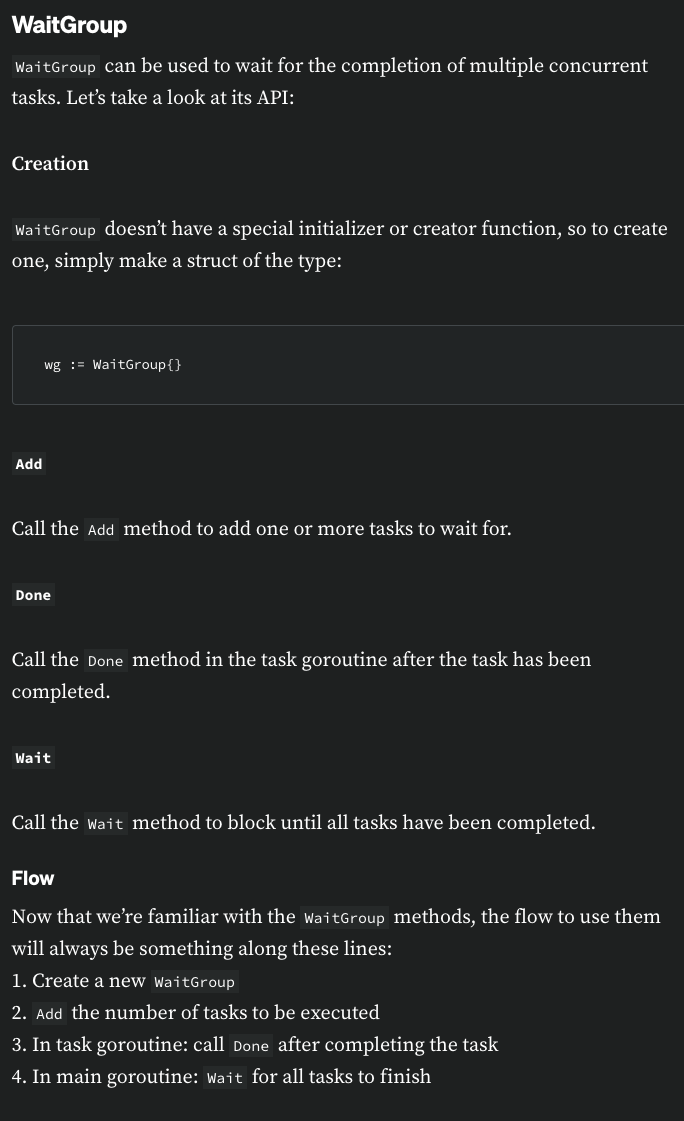 WaitGroup
WaitGroup can be used to wait for the completion of multiple concurrent
tasks. Let’s take a look at its API:
Creation
WaitGroup doesn’t have a special initializer or creator function, so to create
one, simply make a struct of the type:
wg := WaitGroup{}
Add
Call the Add method to add one or more tasks to wait for.
Done
Call the Done method in the task goroutine after the task has been
completed.
Wait
Call the Wait method to block until all tasks have been completed.
Flow
Now that we’re familiar with the WaitGroup methods, the flow to use them
will always be something along these lines:
1. Create a new WaitGroup
2. Add the number of tasks to be executed
3. In task goroutine: call Done after completing the task
4. In main goroutine: Wait for all tasks to finish